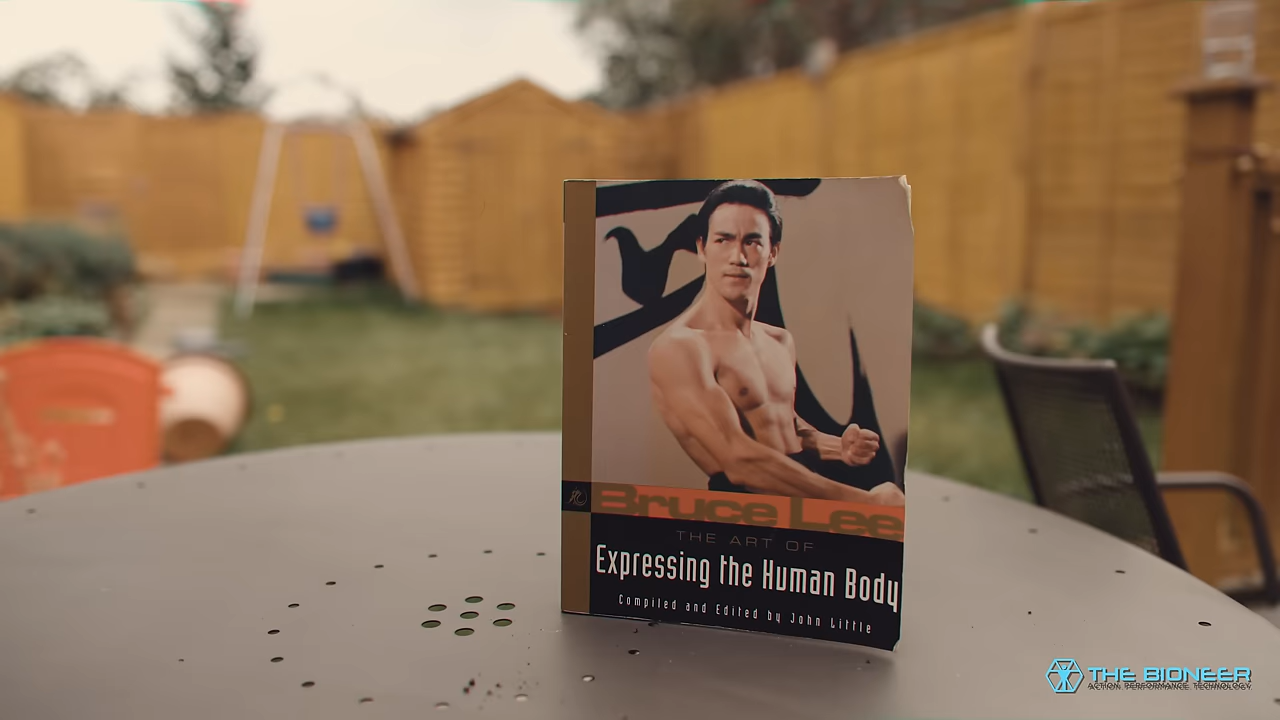 Bruce Lee
THE ART OF
Expressing the Human Body
Compiled and Edited by John Little
THE BIONEER
ACTION. PERFORMANCE. TECHNOLOGY.